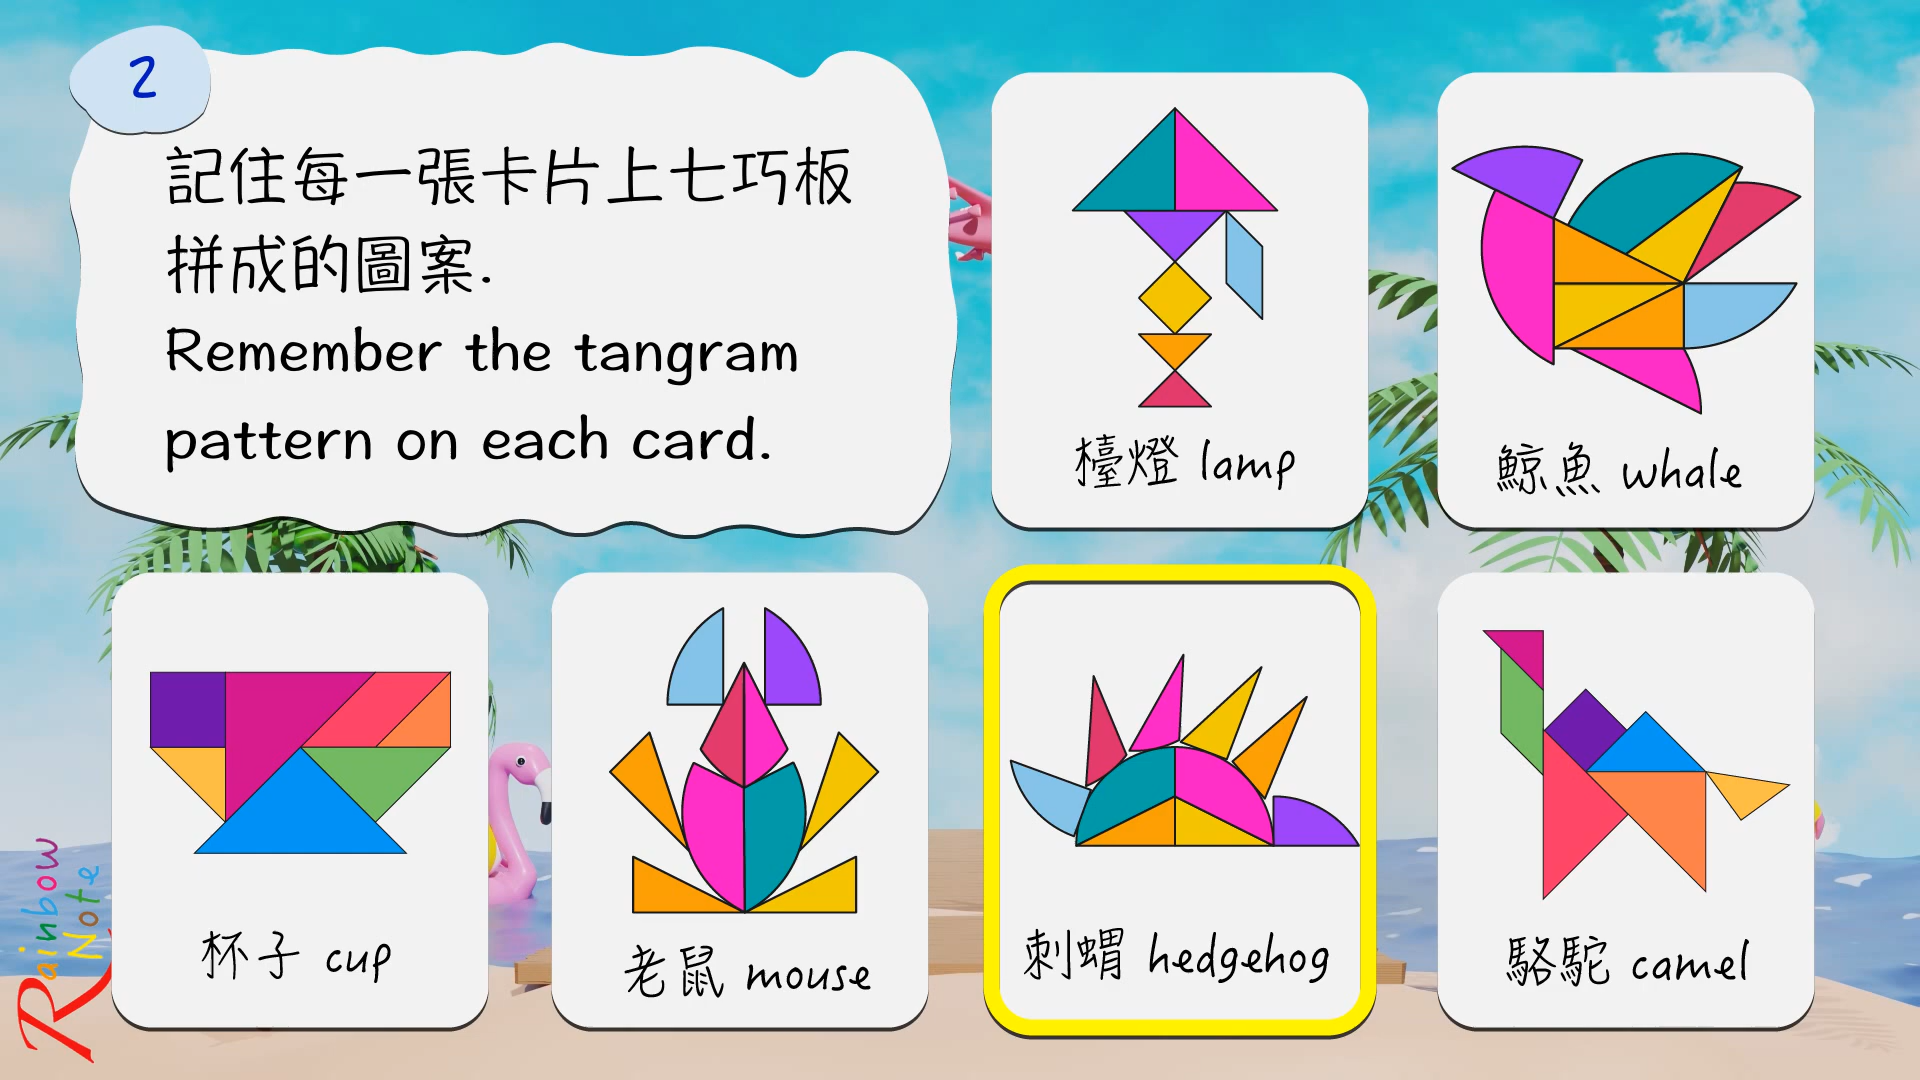 2
記住每一張卡片上七巧板
拼成的圖案.
Remember the tangram
pattern on each card.
檯燈 lamp
鯨魚 whale
杯子 cup
老鼠 mouse
刺蝟 hedgehog
駱駝 camel
Rainbow
Note